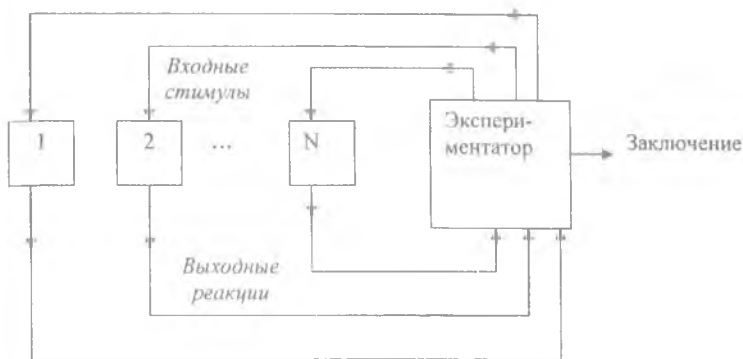 Входные
стимулы
1
2
...
N
Экспери-
ментатор
Заключение
Выходные
реакции